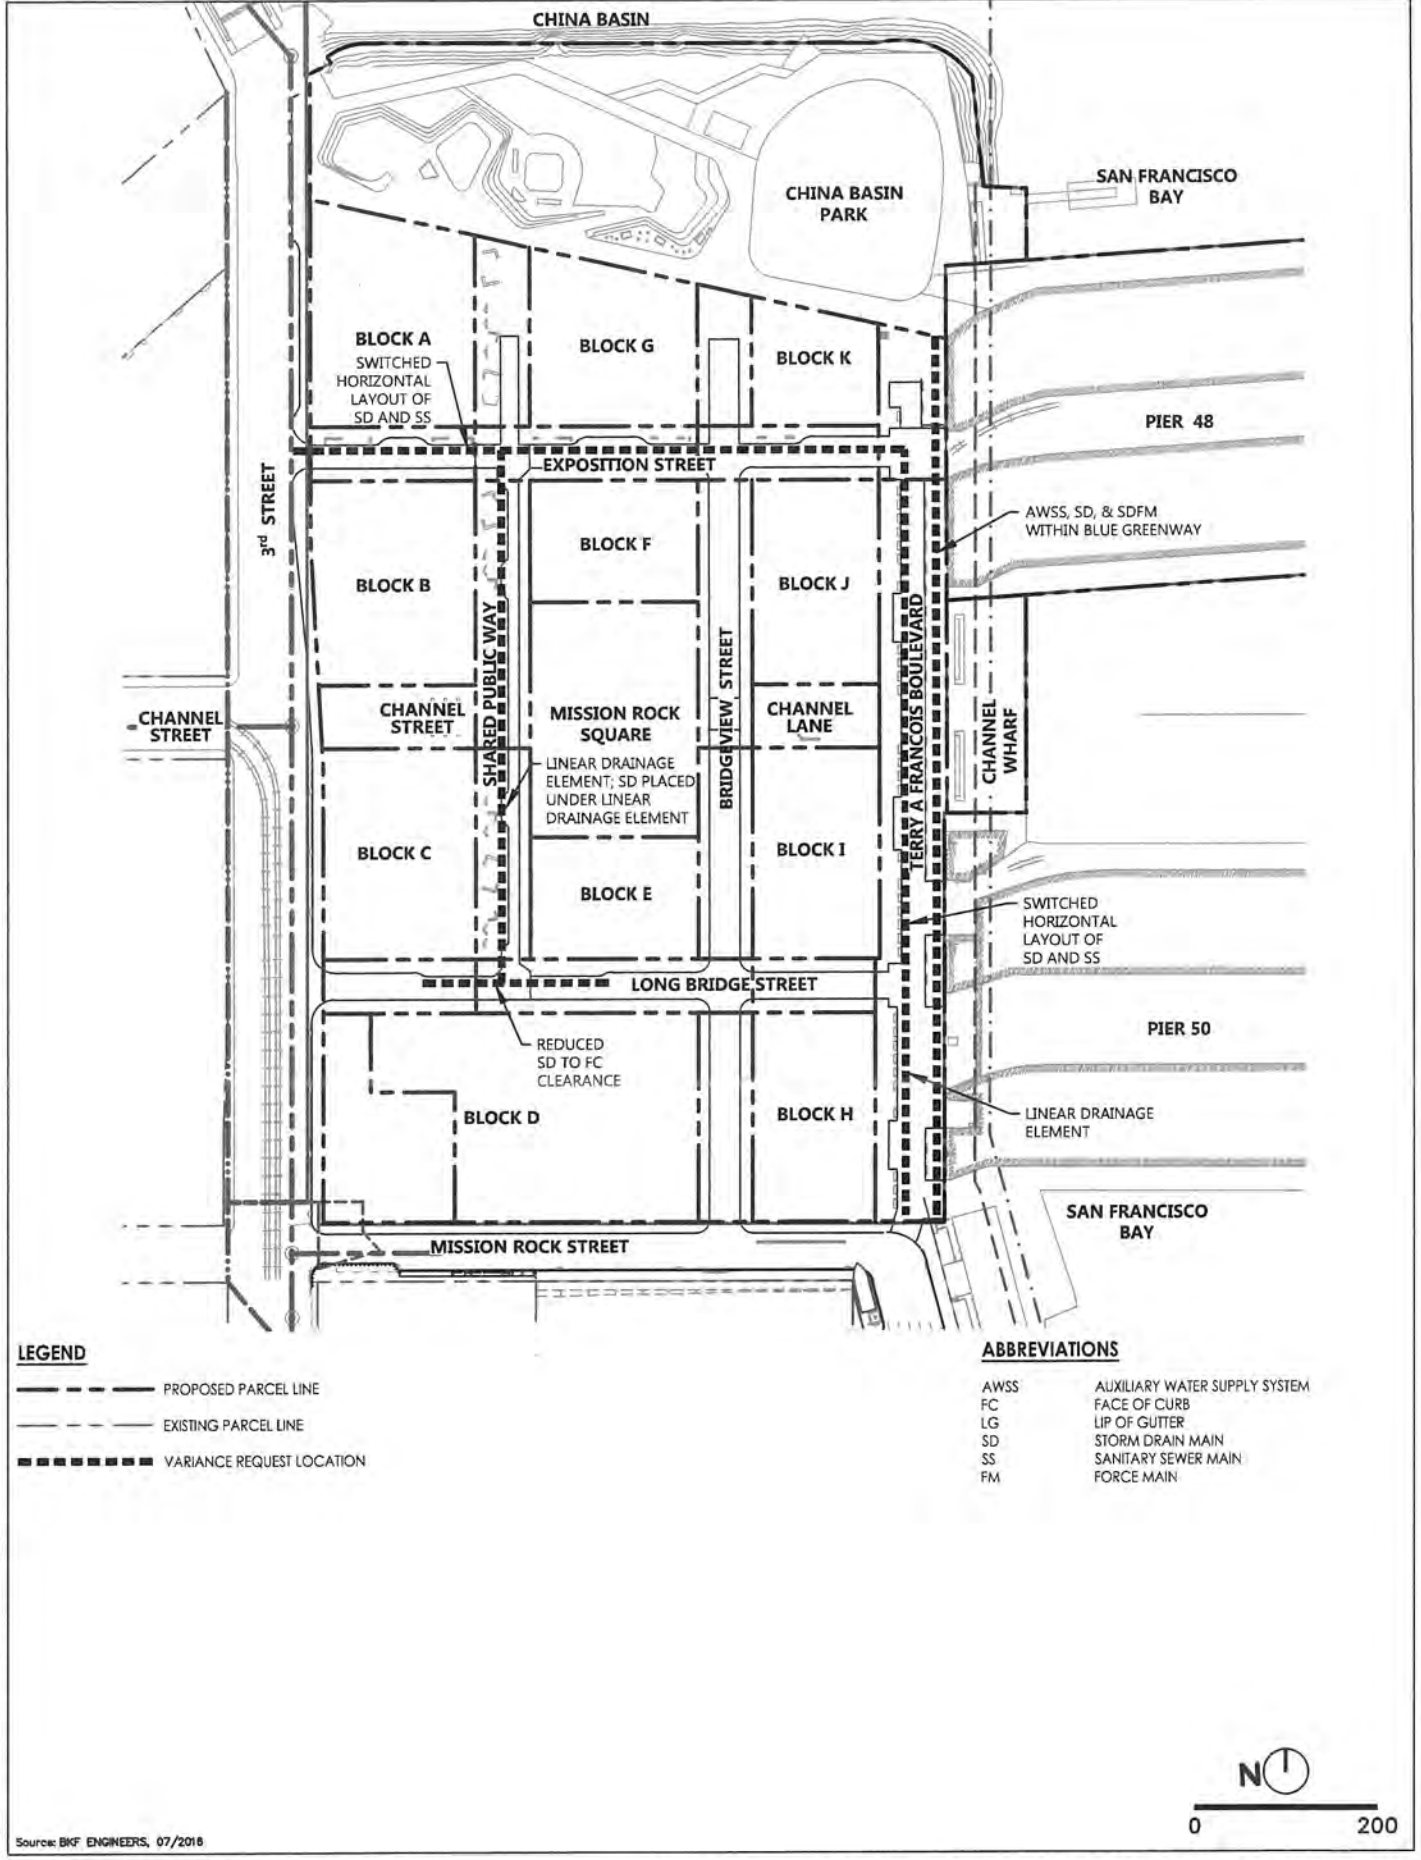 CHINA BASIN
SAN FRANCISCO
BAY
CHINA BASIN
PARK
BLOCK A
SWITCHED
HORIZONTAL
LAYOUT OF
SD AND SS
BLOCK G
BLOCK K
PIER 48
3rd STREET
EXPOSITION STREET
AWSS, SD, & SDFM
WITHIN BLUE GREENWAY
BLOCK F
BLOCK B
BLOCK J
SHARED PUBLIC WAY
BRIDGEVIEW STREET
TERRY A FRANCOIS BOULEVARD
CHANNEL
STREET
CHANNEL
STREET
MISSION ROCK
SQUARE
CHANNEL
LANE
CHANNEL
WHARF
LINEAR DRAINAGE
ELEMENT; SD PLACED
UNDER LINEAR
DRAINAGE ELEMENT
BLOCK C
BLOCK I
BLOCK E
SWITCHED
HORIZONTAL
LAYOUT OF
SD AND SS
LONG BRIDGE STREET
PIER 50
REDUCED
SD TO FC
CLEARANCE
BLOCK D
BLOCK H
LINEAR DRAINAGE
ELEMENT
SAN FRANCISCO
BAY
MISSION ROCK STREET
LEGEND
PROPOSED PARCEL LINE
EXISTING PARCEL LINE
VARIANCE REQUEST LOCATION
ABBREVIATIONS
AWSS AUXILIARY WATER SUPPLY SYSTEM
FC FACE OF CURB
LG LIP OF GUTTER
SD STORM DRAIN MAIN
SS SANITARY SEWER MAIN
FM FORCE MAIN
N
0 200
Source: BKF ENGINEERS, 07/2018